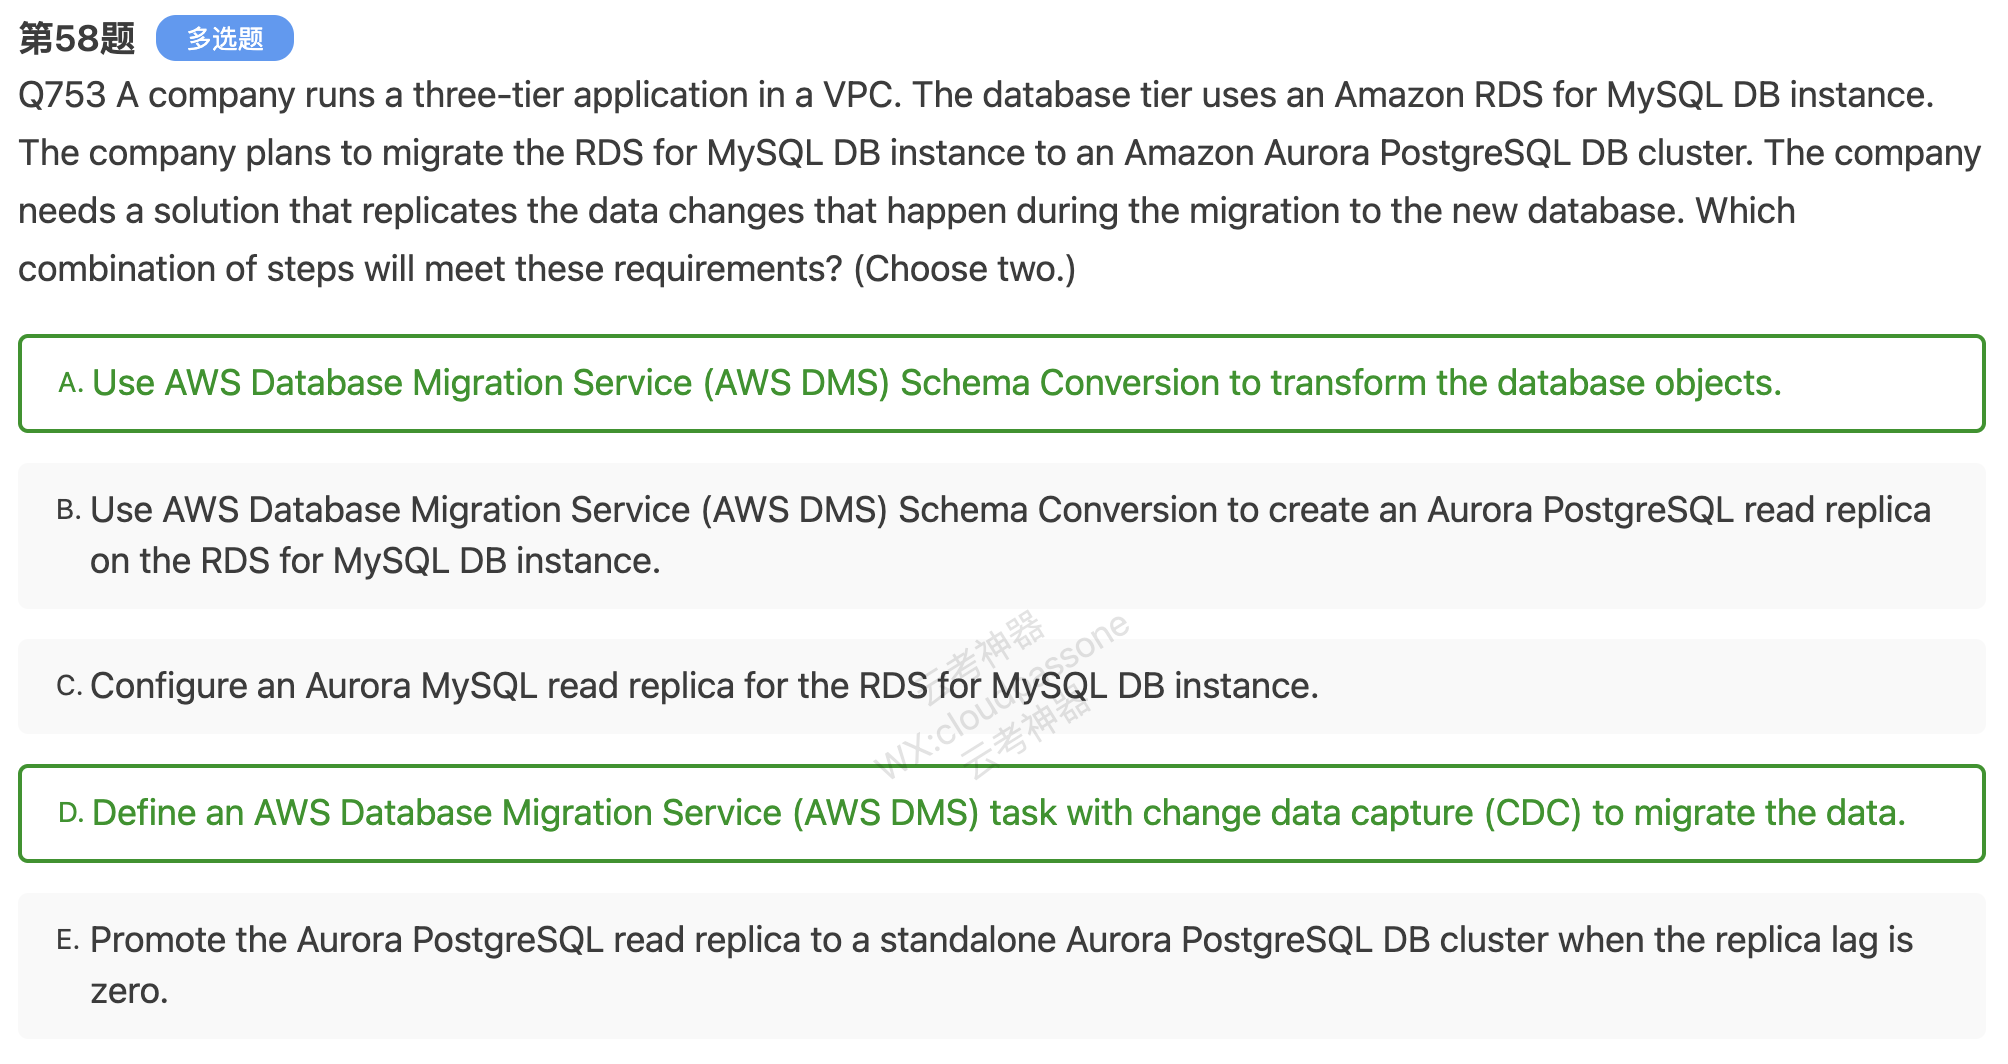 第58题 多选题
Q753 A company runs a three-tier application in a VPC. The database tier uses an Amazon RDS for MySQL DB instance.
The company plans to migrate the RDS for MySQL DB instance to an Amazon Aurora PostgreSQL DB cluster. The company
needs a solution that replicates the data changes that happen during the migration to the new database. Which
combination of steps will meet these requirements? (Choose two.)
A. Use AWS Database Migration Service (AWS DMS) Schema Conversion to transform the database objects.
B. Use AWS Database Migration Service (AWS DMS) Schema Conversion to create an Aurora PostgreSQL read replica
on the RDS for MySQL DB instance.
云考神器
C. Configure an Aurora MySQL read replica for the RDS for MySQL DB instance.
云考神器
D. Define an AWS Database Migration Service (AWS DMS) task with change data capture (CDC) to migrate the data.
E. Promote the Aurora PostgreSQL read replica to a standalone Aurora PostgreSQL DB cluster when the replica lag is
zero.